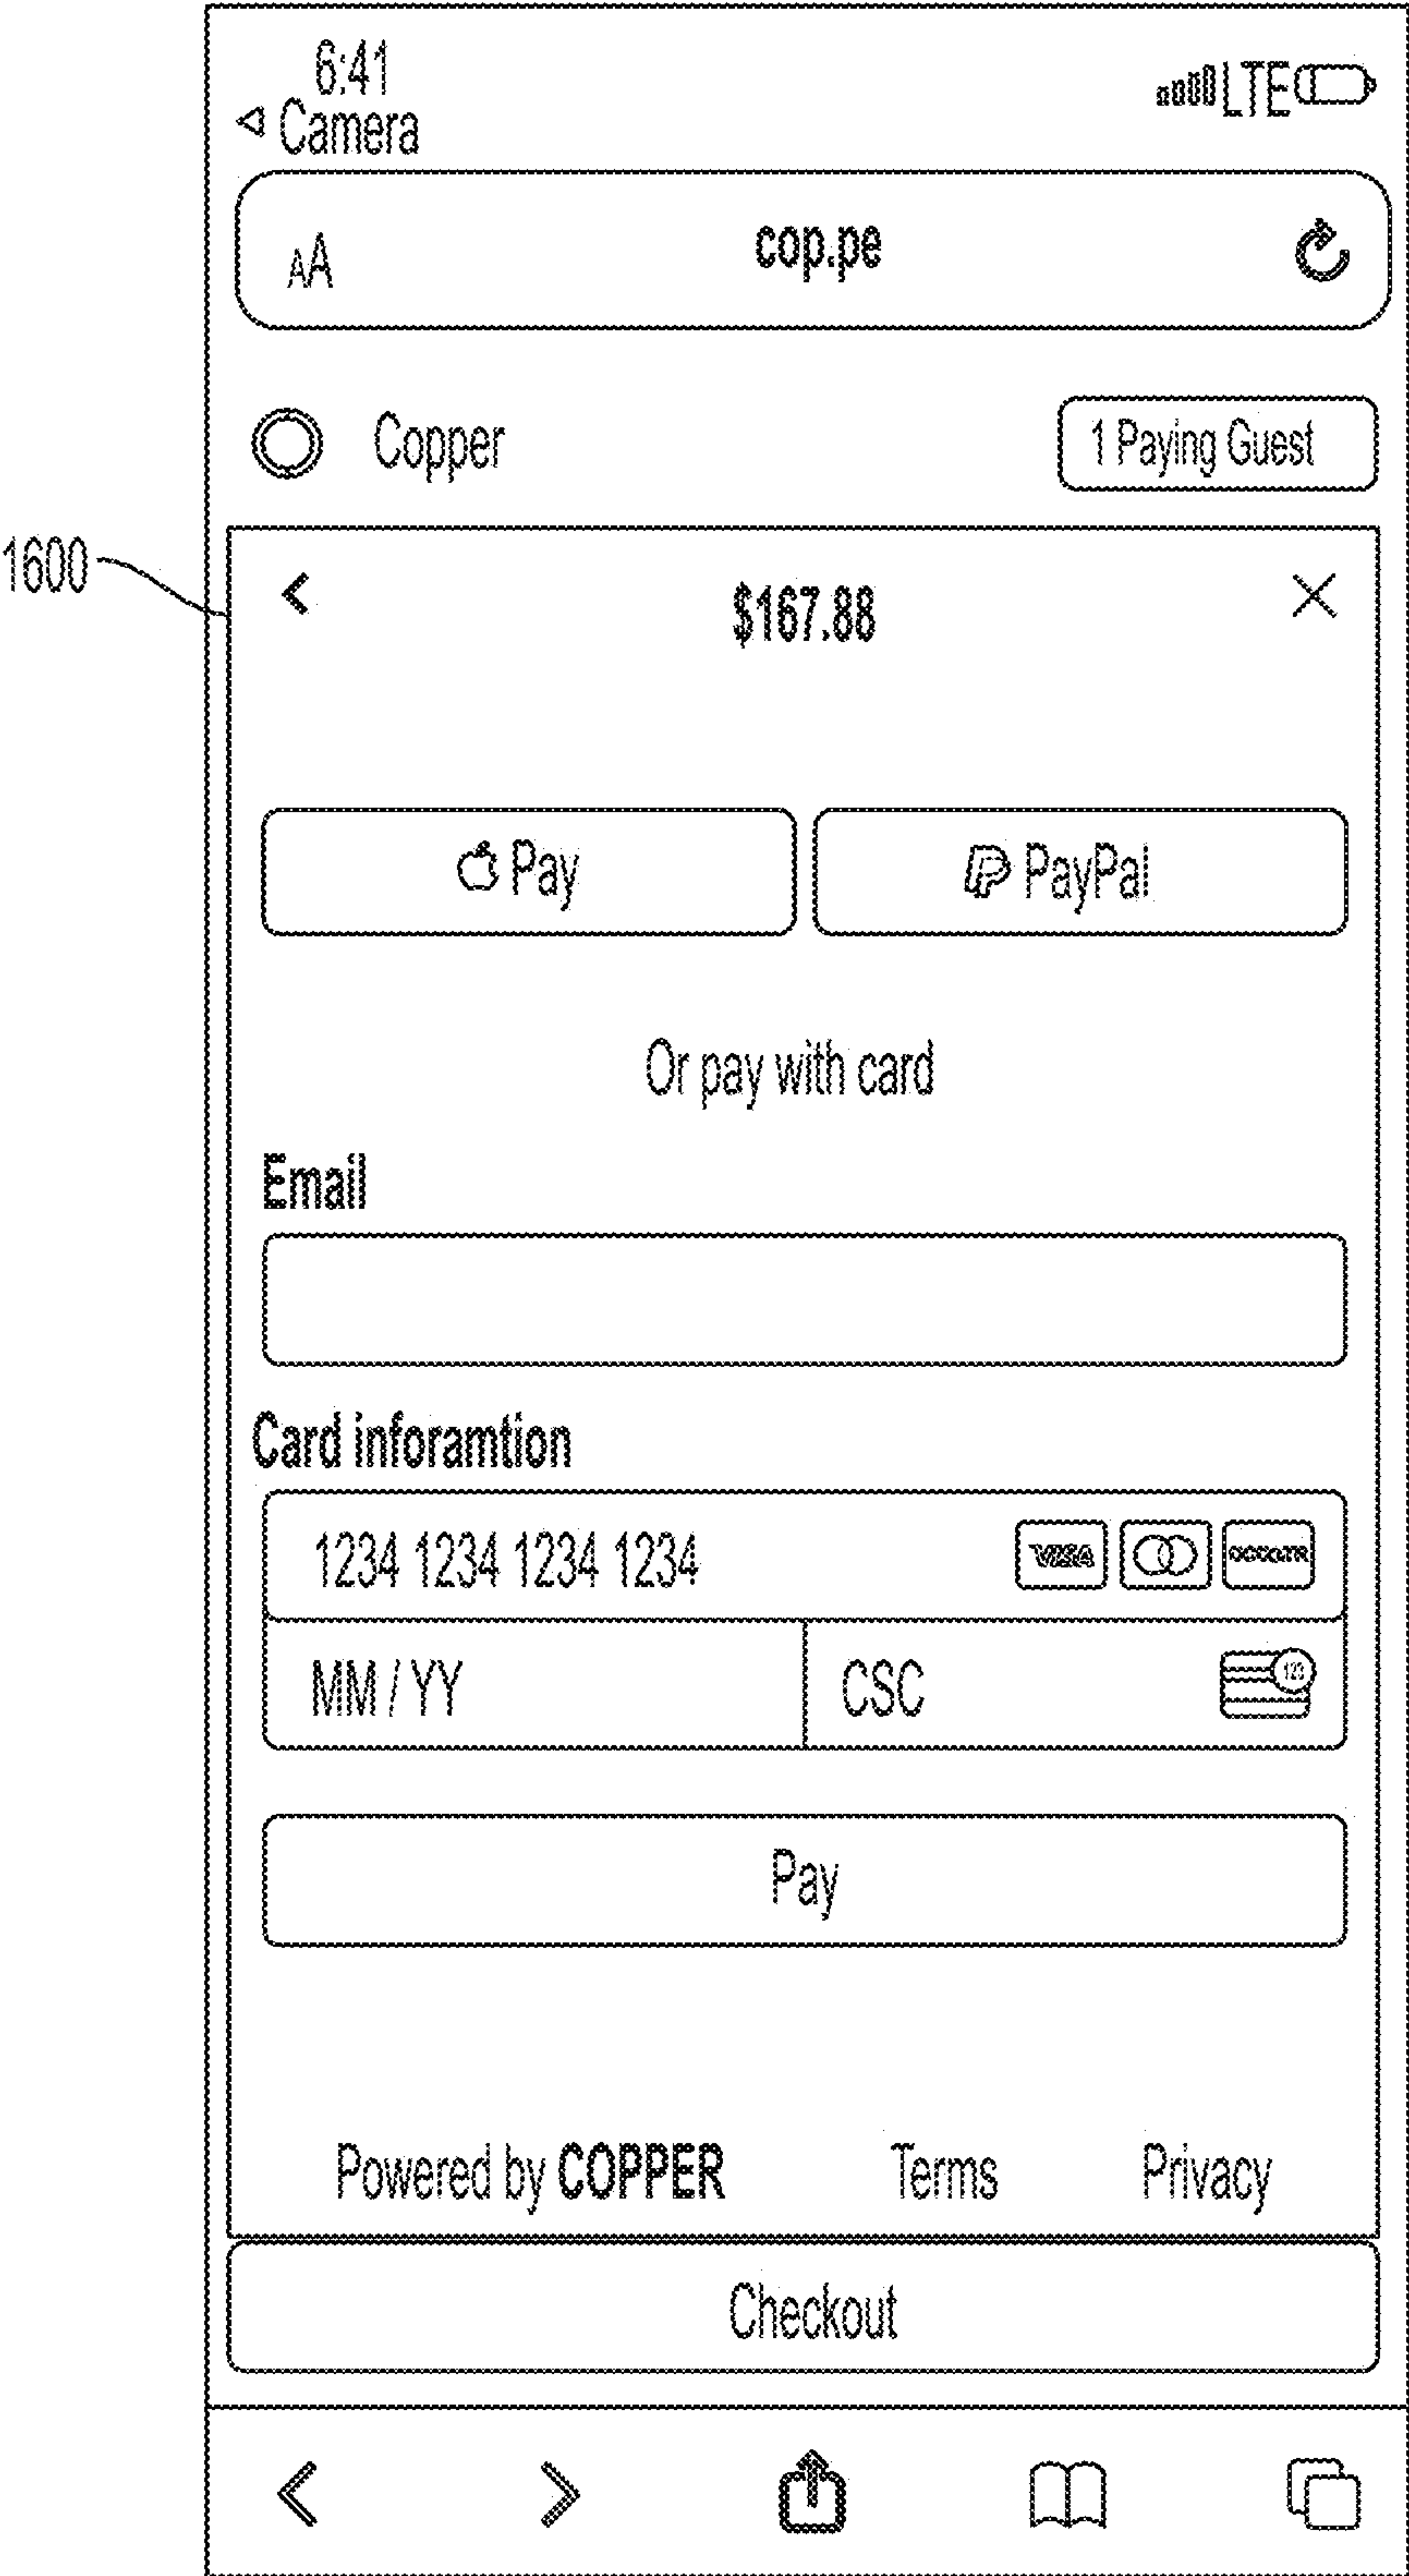 6:41
LTE
Camera
AA
cop.pe
Copper
1 Paying Guest
1600
$167.88
Pay
PayPal
Or pay with card
Email
Card inforamtion
1234 1234 1234 1234
VISA
MM / YY
CSC
123
Pay
Powered by COPPER
Terms
Privacy
Checkout